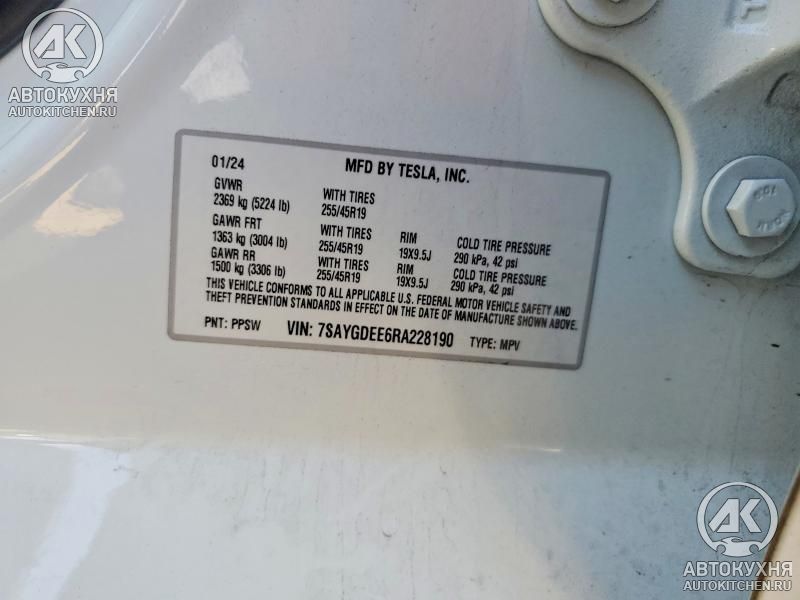 АК
АВТОКУХНЯ
AUTOKITCHEN.RU
01/24 MFD BY TESLA, INC.
GVWR WITH TIRES
2369 kg (5224 lb) 255/45R19
GAWR FRT WITH TIRES RIM COLD TIRE PRESSURE
1363 kg (3004 lb) 255/45R19 19X9.5J 290 kPa, 42 psi
GAWR RR WITH TIRES RIM COLD TIRE PRESSURE
1500 kg (3306 lb) 255/45R19 19X9.5J 290 kPa, 42 psi
THIS VEHICLE CONFORMS TO ALL APPLICABLE U.S. FEDERAL MOTOR VEHICLE SAFETY AND
THEFT PREVENTION STANDARDS IN EFFECT ON THE DATE OF MANUFACTURE SHOWN ABOVE.
PNT: PPSW VIN: 7SAYGDEE6RA228190 TYPE: MPV
АК
АВТОКУХНЯ
AUTOKITCHEN.RU